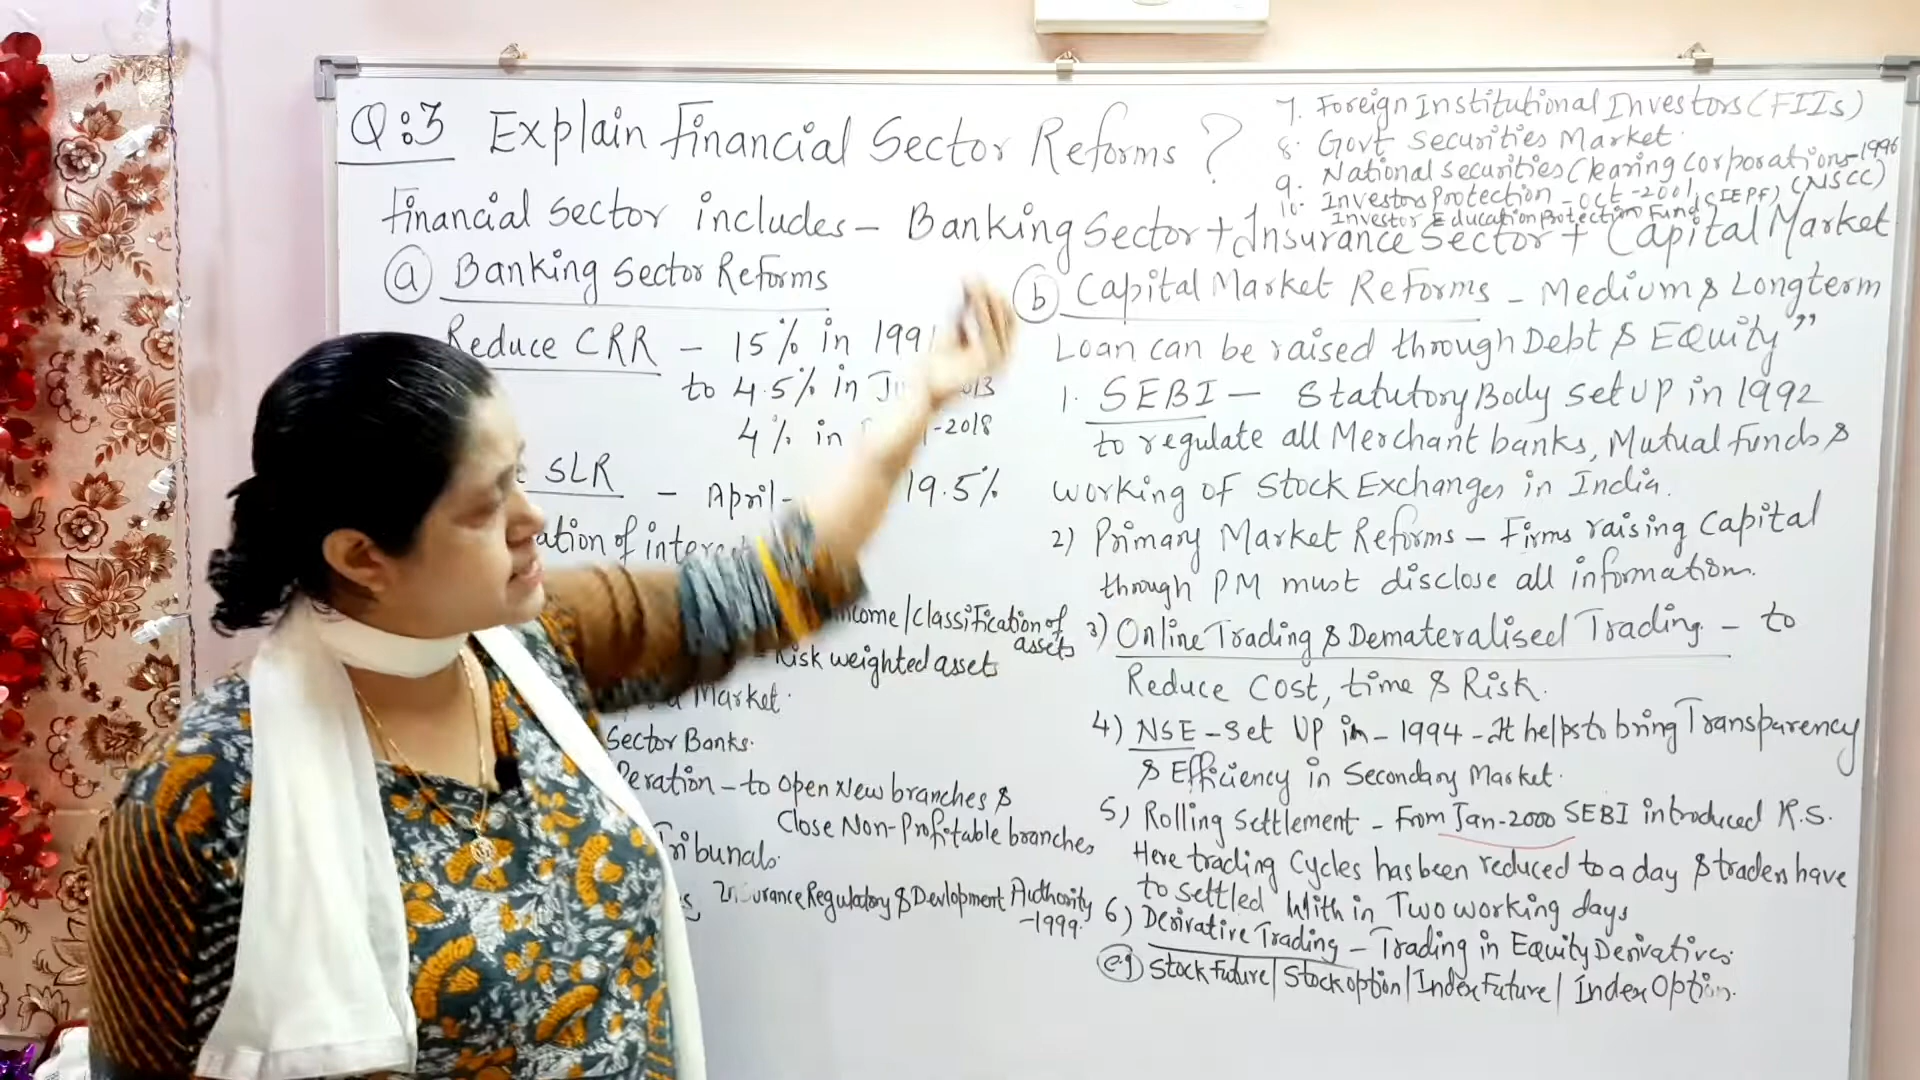 Q:3 Explain Financial Sector Reforms?
Financial Sector includes - Banking Sector + Insurance Sector + Capital Market
(a) Banking Sector Reforms
Reduce CRR - 15% in 1991
to 4.5% in 2013
4% in -2018
SLR - April- 19.5%
of interest
income/classification of
assets
- Risk weighted asset
Market.
Sector Banks.
- to open New branches &
Close Non-Profitable branches
Tribunals.
Insurance Regulatory & Devlopment Authority
-1999.
7. Foreign Institutional Investors (FIIs)
8. Govt Securities Market.
9. National Securities Clearing Corporations-1996
(NSCC)
10. Investors Protection - Oct-2001 (IEPF)
Investor Education Protection Fund
(b) Capital Market Reforms - Medium & Longterm
Loan can be raised through Debt & Equity"
1. SEBI - Statutory Body set up in 1992
to regulate all Merchant banks, Mutual funds &
working of Stock Exchanges in India.
2) Primary Market Reforms - Firms raising Capital
through PM must disclose all information.
3) Online Trading & Demateralised Trading - to
Reduce Cost, time & Risk.
4) NSE - Set Up in - 1994 - It helps to bring Transparency
& Efficiency in Secondary Market.
5) Rolling Settlement - From Jan-2000 SEBI introduced R.S.
Here trading Cycles has been reduced to a day & traders have
to settled With in Two working days
6) Derivative Trading - Trading in Equity Derivatives.
(e.g) Stock Future/Stock option/Index Future/ Index Option.